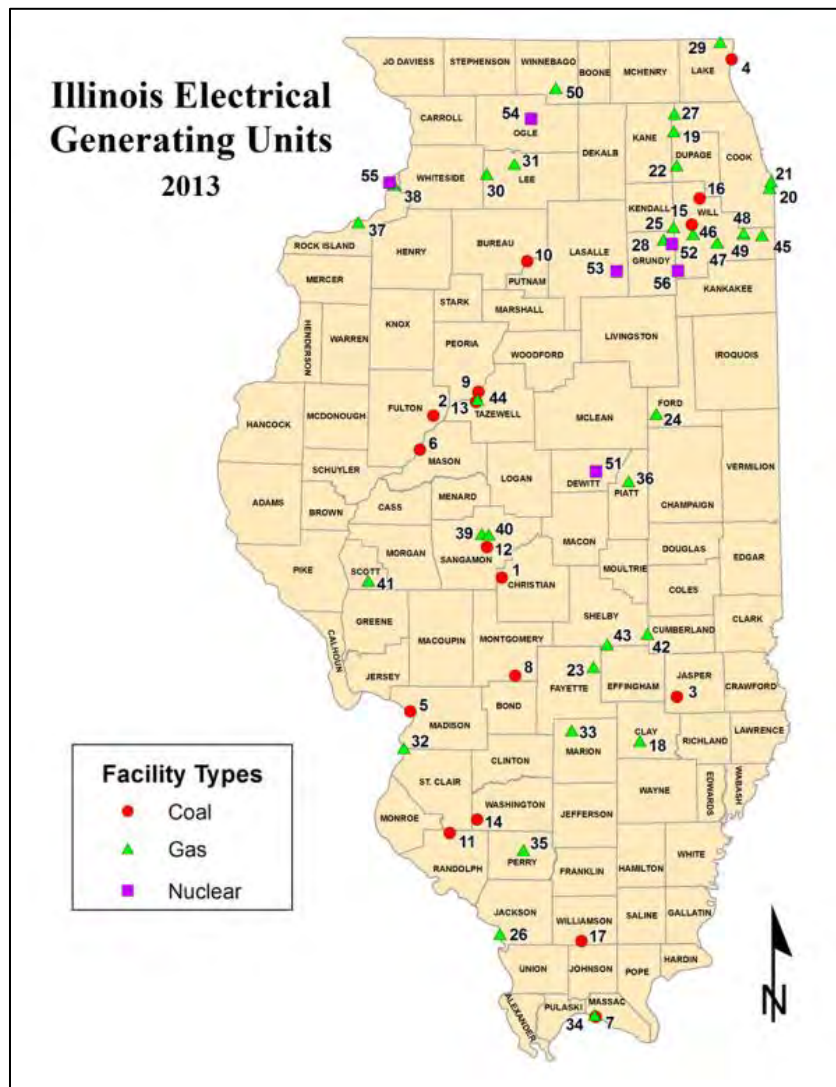 Illinois Electrical
Generating Units
2013
JO DAVIESS
STEPHENSON
WINNEBAGO
BOONE
MCHENRY
LAKE
29
4
50
CARROLL
54
OGLE
DEKALB
KANE
27
19
DUPAGE
COOK
22
21
20
55
38
WHITESIDE
31
30
LEE
16
KENDALL
15
WILL
25
48
46
28
52
47
49
45
GRUNDY
56
37
ROCK ISLAND
HENRY
BUREAU
10
PUTNAM
LASALLE
53
KANKAKEE
MERCER
STARK
MARSHALL
KNOX
HENDERSON
WARREN
PEORIA
WOODFORD
LIVINGSTON
IROQUOIS
9
44
13
TAZEWELL
FULTON
2
6
HANCOCK
MCDONOUGH
MCLEAN
FORD
24
MASON
SCHUYLER
LOGAN
51
DEWITT
36
PIATT
CHAMPAIGN
VERMILION
ADAMS
BROWN
CASS
MENARD
39
40
12
SANGAMON
MACON
MORGAN
PIKE
SCOTT
41
1
CHRISTIAN
MOULTRIE
DOUGLAS
EDGAR
COLES
GREENE
MACOUPIN
MONTGOMERY
SHELBY
43
42
CUMBERLAND
CLARK
CALHOUN
JERSEY
8
23
FAYETTE
EFFINGHAM
JASPER
3
CRAWFORD
5
BOND
MADISON
32
33
MARION
CLAY
18
RICHLAND
LAWRENCE
CLINTON
ST. CLAIR
WAYNE
EDWARDS
WABASH
MONROE
WASHINGTON
14
11
JEFFERSON
RANDOLPH
35
PERRY
FRANKLIN
HAMILTON
WHITE
JACKSON
26
WILLIAMSON
17
SALINE
GALLATIN
UNION
JOHNSON
POPE
HARDIN
ALEXANDER
PULASKI
MASSAC
34
7
Facility Types
Coal
Gas
Nuclear
N